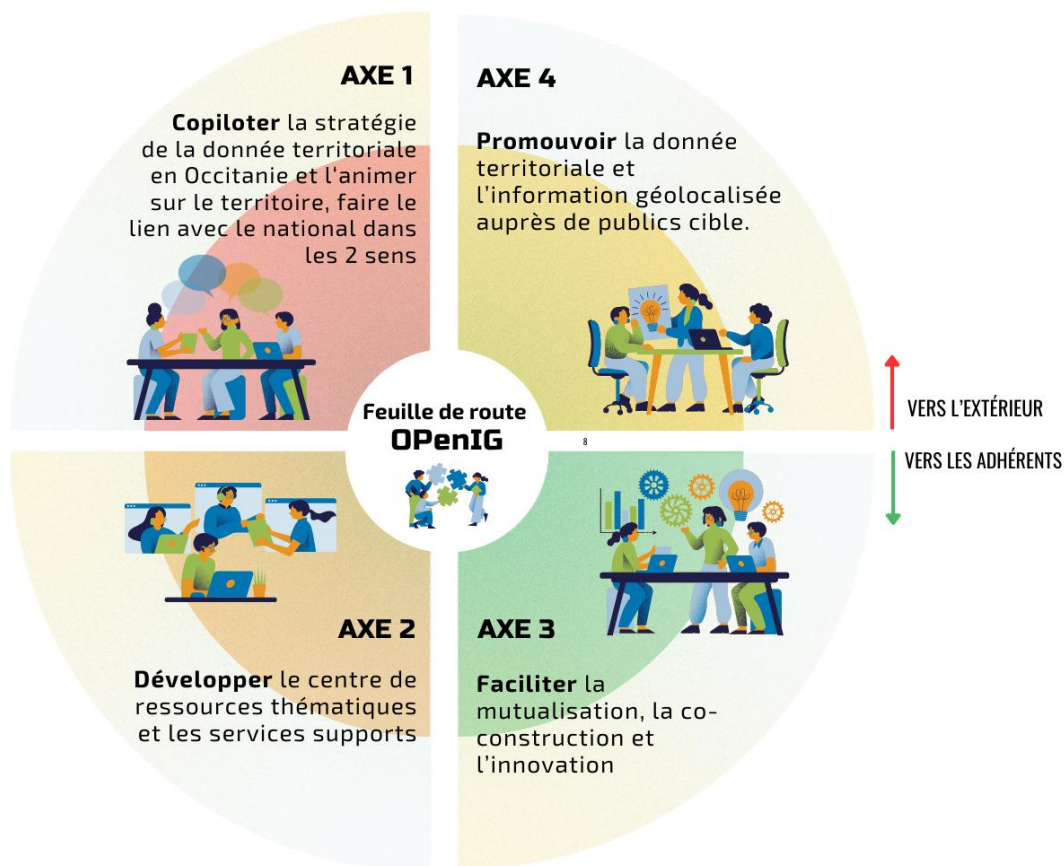 AXE 1
Copiloter la stratégie
de la donnée territoriale
en Occitanie et l'animer
sur le territoire, faire le
lien avec le national dans
les 2 sens
AXE 4
Promouvoir la donnée
territoriale et
l'information géolocalisée
auprès de publics cible.
Feuille de route
OPenIG
8
VERS L'EXTÉRIEUR
VERS LES ADHÉRENTS
AXE 2
Développer le centre de
ressources thématiques
et les services supports
AXE 3
Faciliter la
mutualisation, la co-
construction et
l'innovation